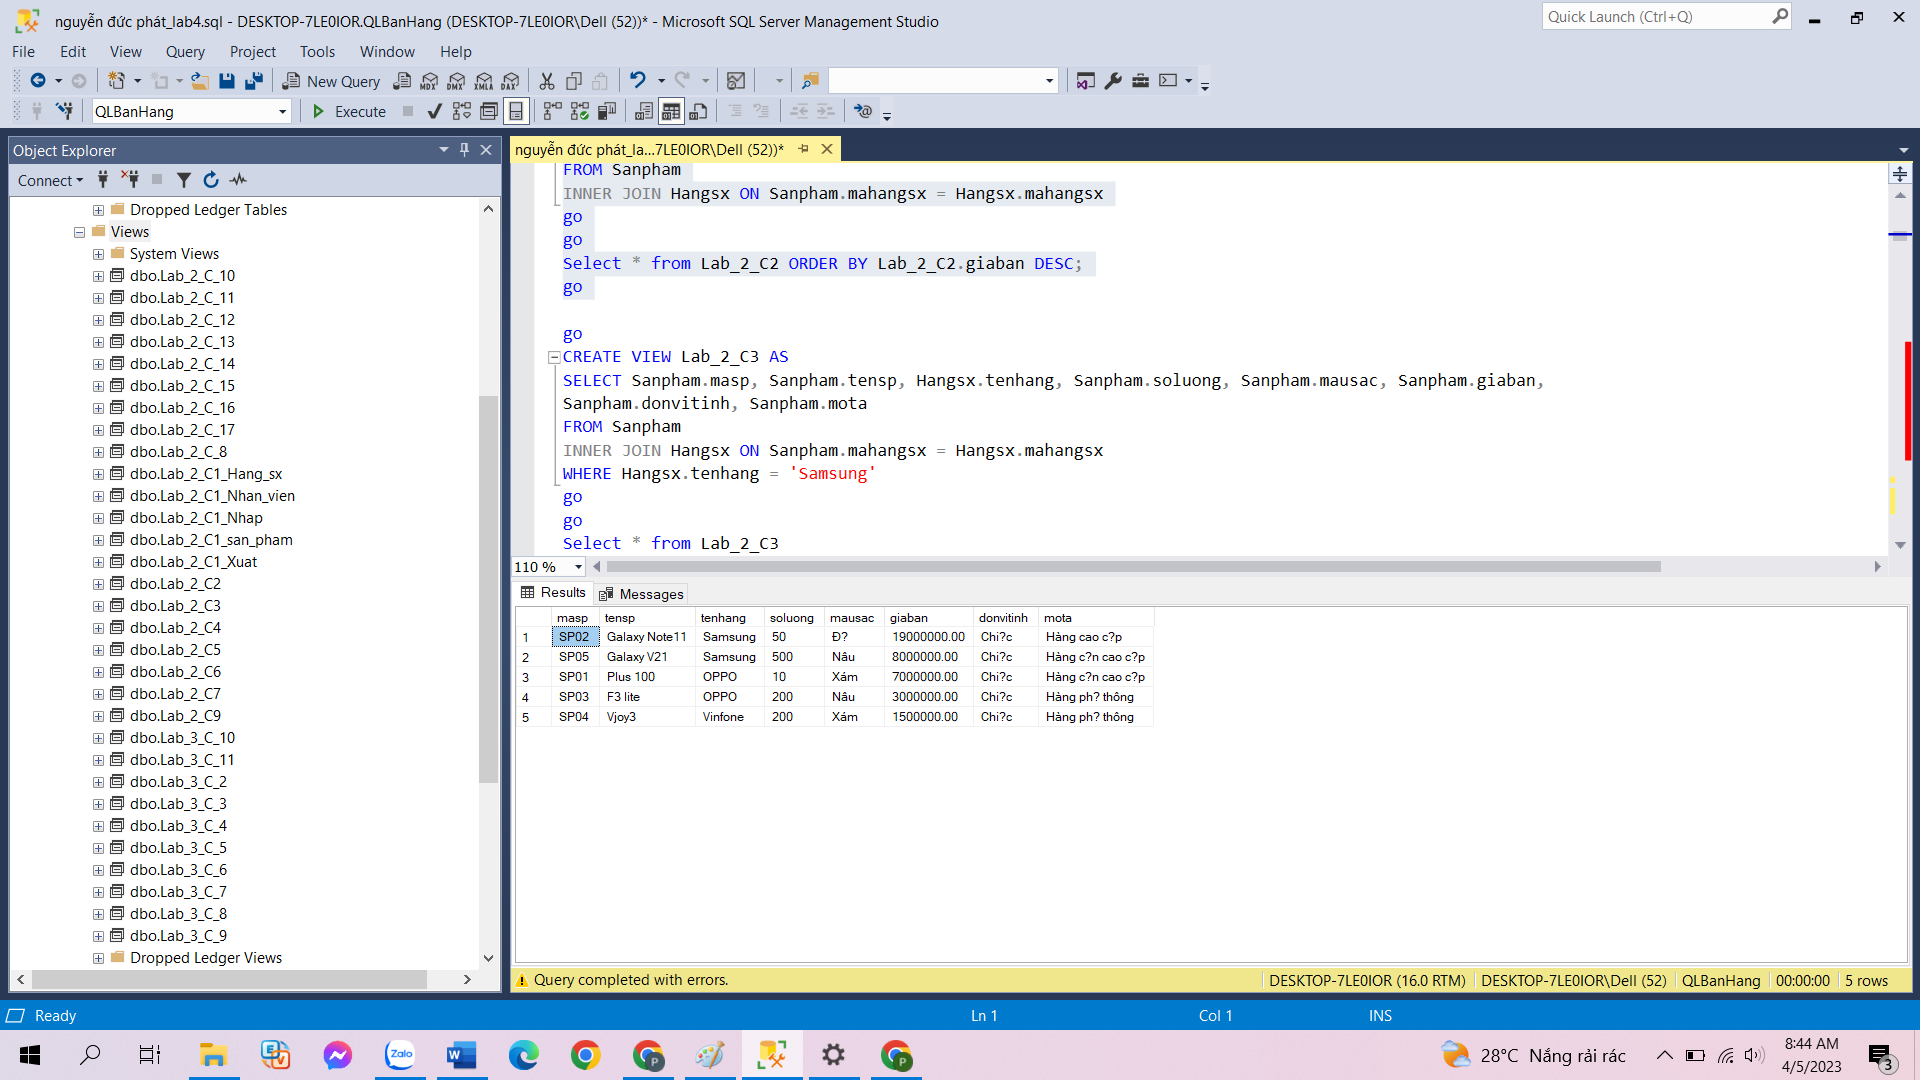 nguyễn đức phát_lab4.sql - DESKTOP-7LE0IOR.QLBanHang (DESKTOP-7LE0IOR\Dell (52))* - Microsoft SQL Server Management Studio
Quick Launch (Ctrl+Q)
File Edit View Query Project Tools Window Help
New Query MDX DMX XMLA DAX
QLBanHang Execute
Object Explorer
Connect
Dropped Ledger Tables
Views
System Views
dbo.Lab_2_C_10
dbo.Lab_2_C_11
dbo.Lab_2_C_12
dbo.Lab_2_C_13
dbo.Lab_2_C_14
dbo.Lab_2_C_15
dbo.Lab_2_C_16
dbo.Lab_2_C_17
dbo.Lab_2_C_8
dbo.Lab_2_C1_Hang_sx
dbo.Lab_2_C1_Nhan_vien
dbo.Lab_2_C1_Nhap
dbo.Lab_2_C1_san_pham
dbo.Lab_2_C1_Xuat
dbo.Lab_2_C2
dbo.Lab_2_C3
dbo.Lab_2_C4
dbo.Lab_2_C5
dbo.Lab_2_C6
dbo.Lab_2_C7
dbo.Lab_2_C9
dbo.Lab_3_C_10
dbo.Lab_3_C_11
dbo.Lab_3_C_2
dbo.Lab_3_C_3
dbo.Lab_3_C_4
dbo.Lab_3_C_5
dbo.Lab_3_C_6
dbo.Lab_3_C_7
dbo.Lab_3_C_8
dbo.Lab_3_C_9
Dropped Ledger Views
nguyễn đức phát_la...7LE0IOR\Dell (52))*
FROM Sanpham
INNER JOIN Hangsx ON Sanpham.mahangsx = Hangsx.mahangsx
go
go
Select * from Lab_2_C2 ORDER BY Lab_2_C2.giaban DESC;
go
go
CREATE VIEW Lab_2_C3 AS
SELECT Sanpham.masp, Sanpham.tensp, Hangsx.tenhang, Sanpham.soluong, Sanpham.mausac, Sanpham.giaban,
Sanpham.donvitinh, Sanpham.mota
FROM Sanpham
INNER JOIN Hangsx ON Sanpham.mahangsx = Hangsx.mahangsx
WHERE Hangsx.tenhang = 'Samsung'
go
go
Select * from Lab_2_C3
110 %
Results Messages
masp tensp tenhang soluong mausac giaban donvitinh mota
1 SP02 Galaxy Note11 Samsung 50 Đ? 19000000.00 Chi?c Hàng cao c?p
2 SP05 Galaxy V21 Samsung 500 Nâu 8000000.00 Chi?c Hàng c?n cao c?p
3 SP01 Plus 100 OPPO 10 Xám 7000000.00 Chi?c Hàng c?n cao c?p
4 SP03 F3 lite OPPO 200 Nâu 3000000.00 Chi?c Hàng ph? thông
5 SP04 Vjoy3 Vinfone 200 Xám 1500000.00 Chi?c Hàng ph? thông
Query completed with errors. DESKTOP-7LE0IOR (16.0 RTM) DESKTOP-7LE0IOR\Dell (52) QLBanHang 00:00:00 5 rows
Ready Ln 1 Col 1 INS
Zalo
28°C Nắng rải rác
8:44 AM
4/5/2023
3